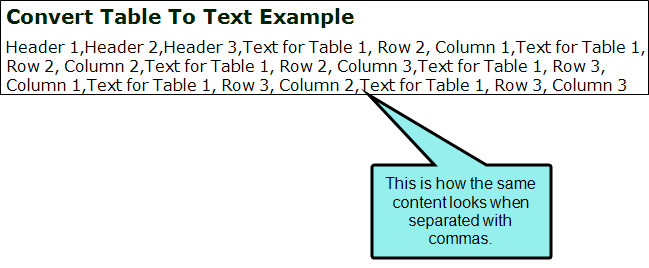 Convert Table To Text Example
Header 1,Header 2,Header 3,Text for Table 1, Row 2, Column 1,Text for Table 1,
Row 2, Column 2,Text for Table 1, Row 2, Column 3,Text for Table 1, Row 3,
Column 1,Text for Table 1, Row 3, Column 2,Text for Table 1, Row 3, Column 3
This is how the same
content looks when
separated with
commas.